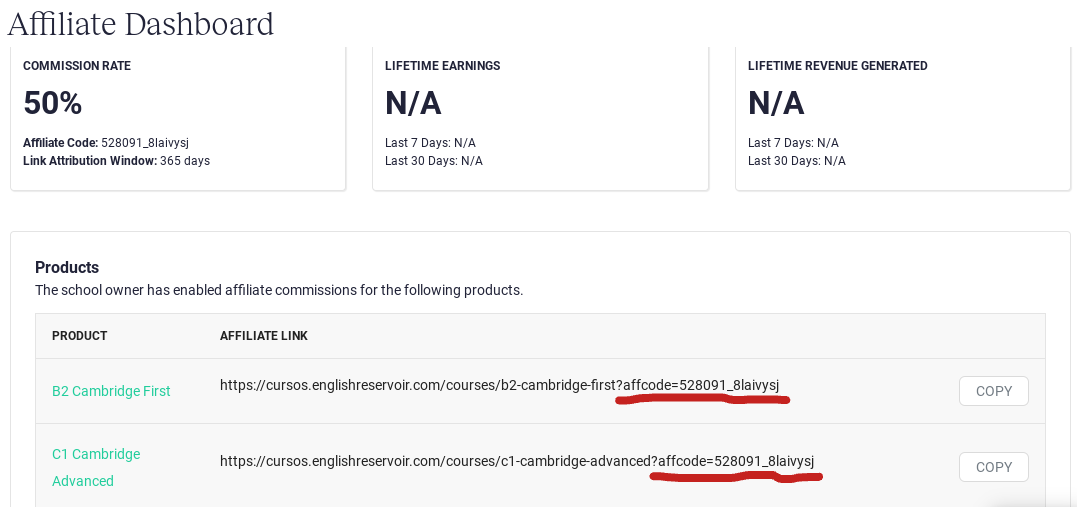 Affiliate Dashboard
COMMISSION RATE
50%
Affiliate Code: 528091_8laivysj
Link Attribution Window: 365 days
LIFETIME EARNINGS
N/A
Last 7 Days: N/A
Last 30 Days: N/A
LIFETIME REVENUE GENERATED
N/A
Last 7 Days: N/A
Last 30 Days: N/A
Products
The school owner has enabled affiliate commissions for the following products.
PRODUCT AFFILIATE LINK
B2 Cambridge First https://cursos.englishreservoir.com/courses/b2-cambridge-first?affcode=528091_8laivysj COPY
C1 Cambridge
Advanced https://cursos.englishreservoir.com/courses/c1-cambridge-advanced?affcode=528091_8laivysj COPY